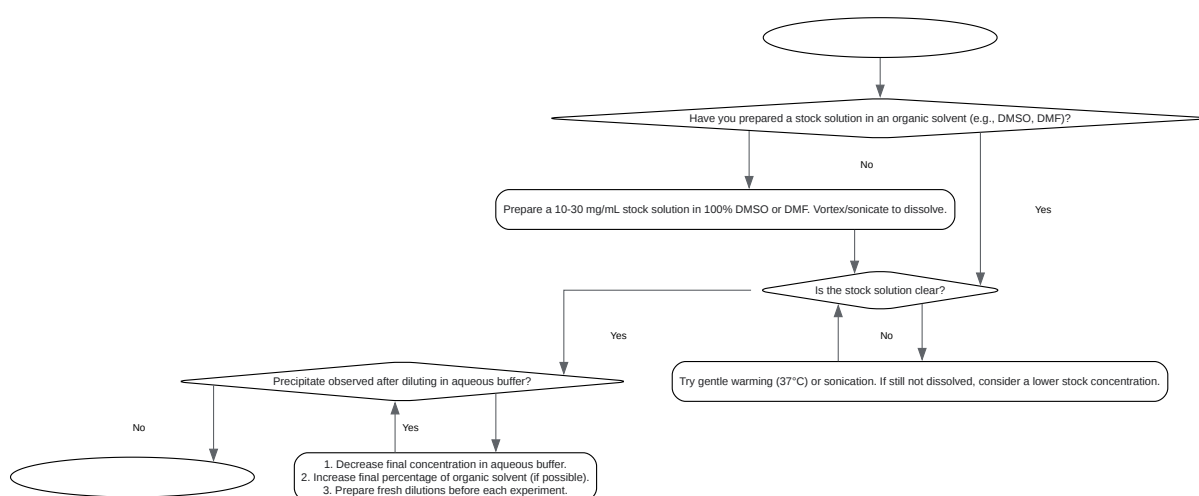 Have you prepared a stock solution in an organic solvent (e.g., DMSO, DMF)?
No
Prepare a 10-30 mg/mL stock solution in 100% DMSO or DMF. Vortex/sonicate to dissolve.
Yes
Is the stock solution clear?
Yes
No
Try gentle warming (37°C) or sonication. If still not dissolved, consider a lower stock concentration.
Precipitate observed after diluting in aqueous buffer?
No
Yes
1. Decrease final concentration in aqueous buffer.
2. Increase final percentage of organic solvent (if possible).
3. Prepare fresh dilutions before each experiment.